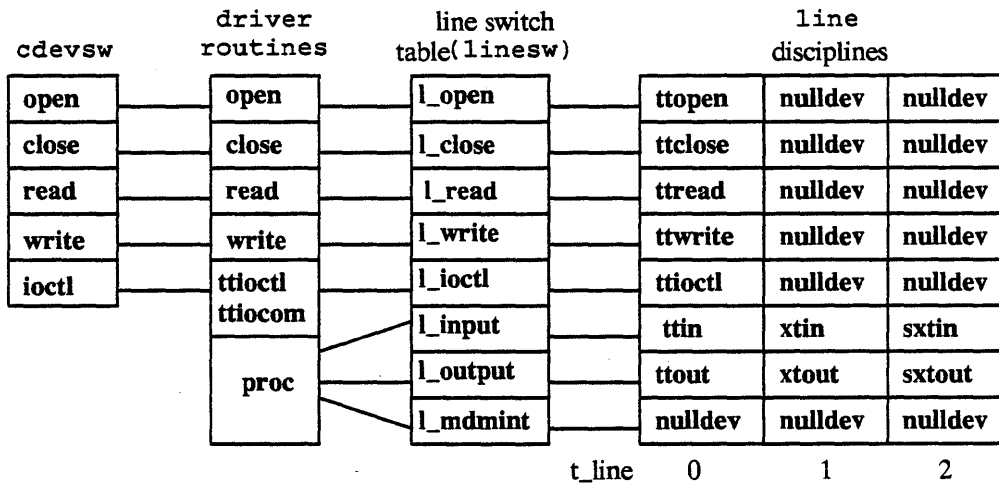 driver line switch line
cdevsw routines table(linesw) disciplines
open open l_open ttopen nulldev nulldev
close close l_close ttclose nulldev nulldev
read read l_read ttread nulldev nulldev
write write l_write ttwrite nulldev nulldev
ioctl ttioctl l_ioctl ttioctl nulldev nulldev
ttiocom
l_input ttin xtin sxtin
proc l_output ttout xtout sxtout
l_mdmint nulldev nulldev nulldev
t_line 0 1 2